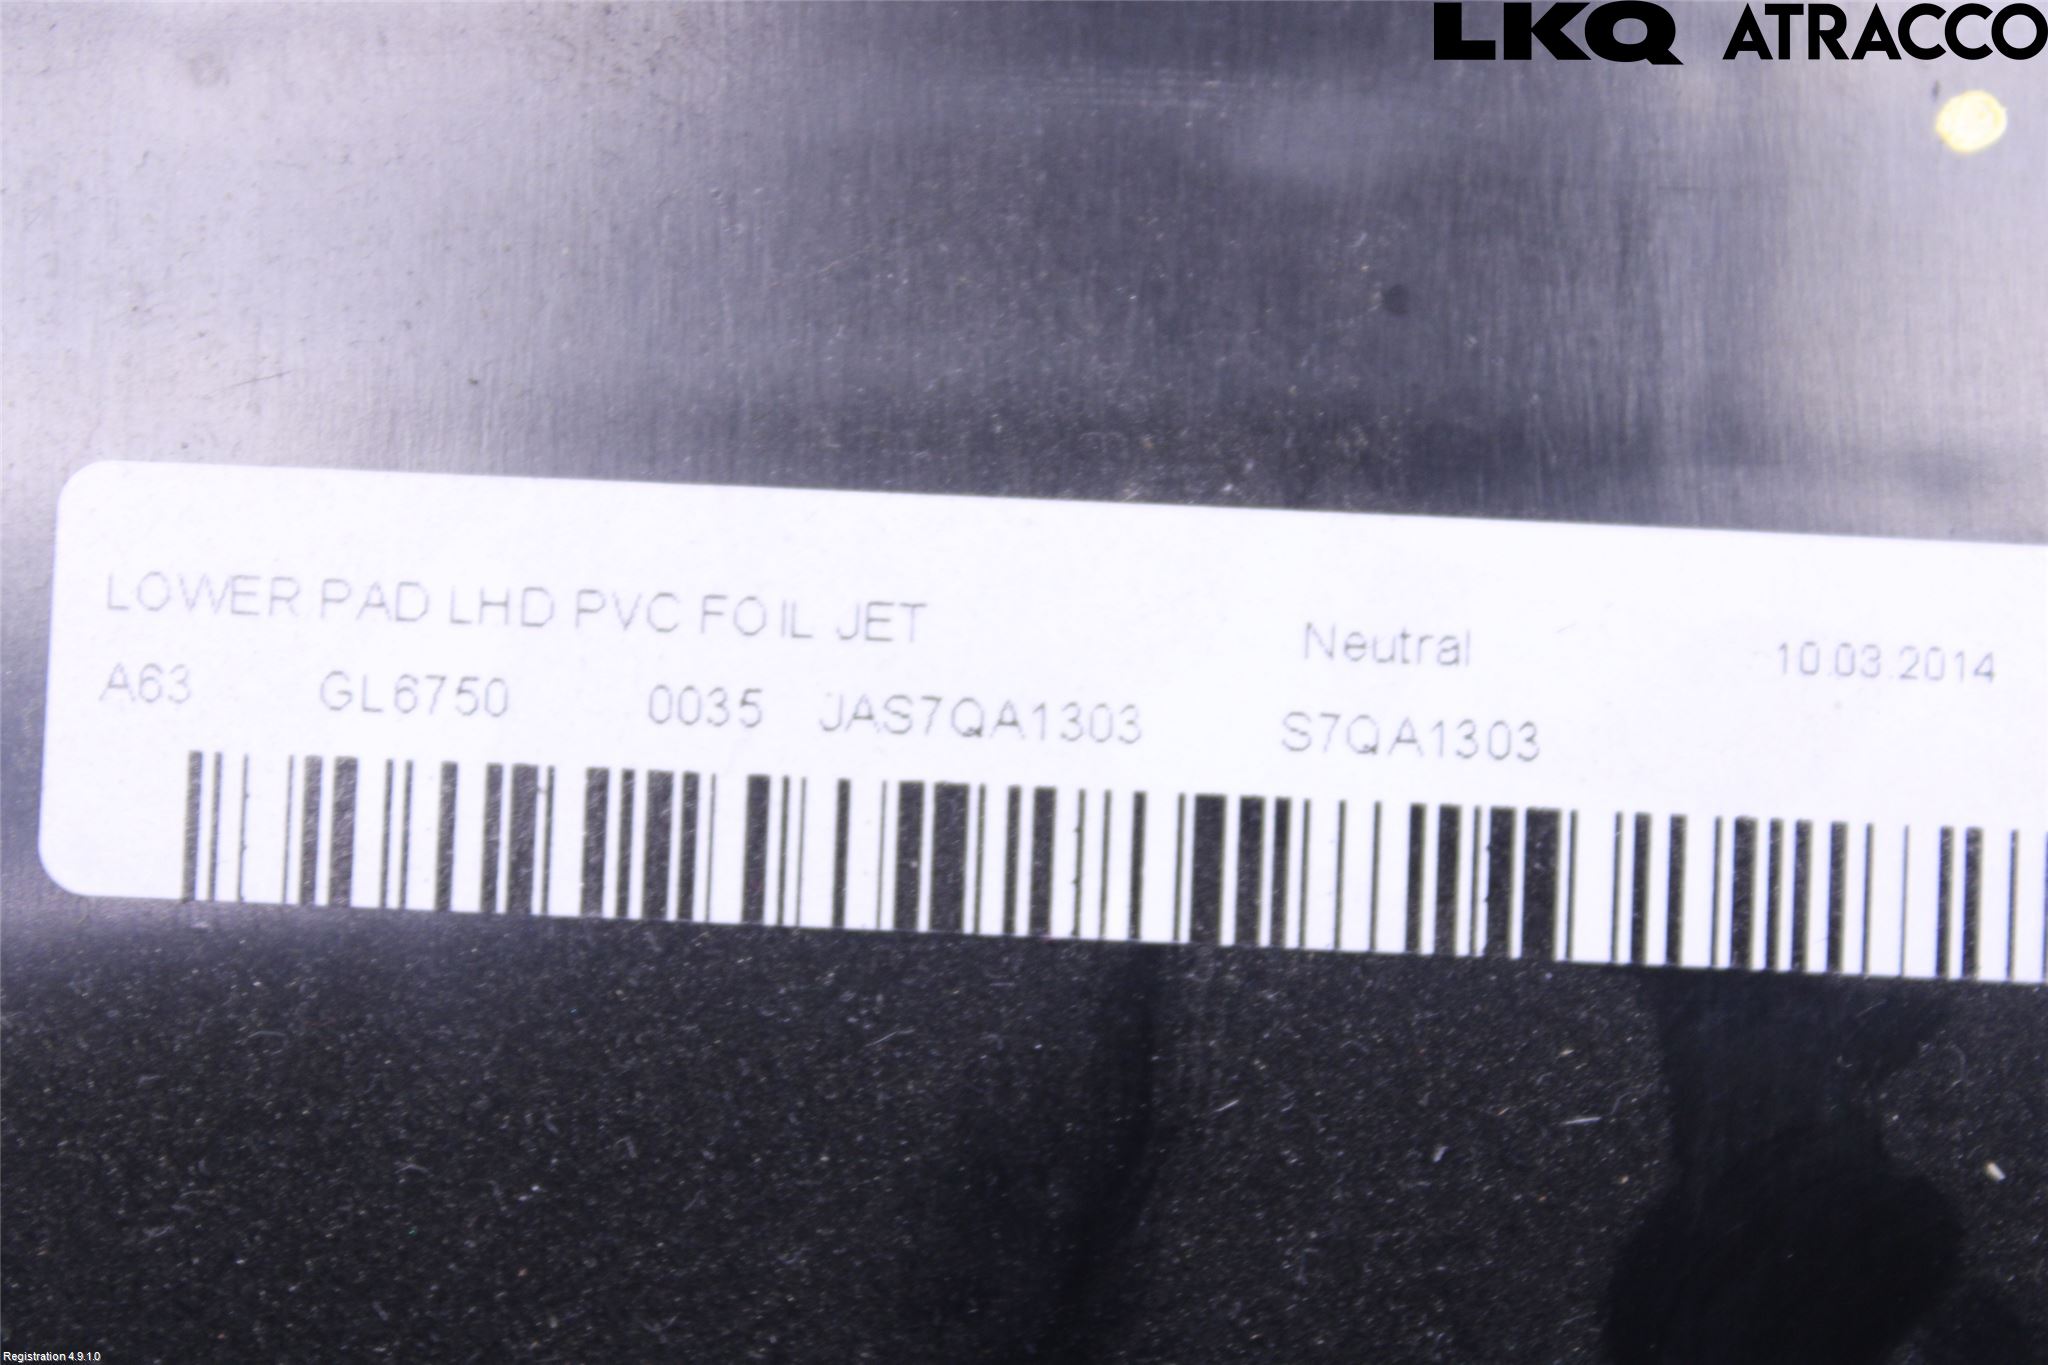 LKQ ATRACCO
LOWER PAD LHD PVC FOIL JET Neutral 10.03.2014
A63 GL6750 0035 JAS7QA1303 S7QA1303
Registration 4.9.1.0